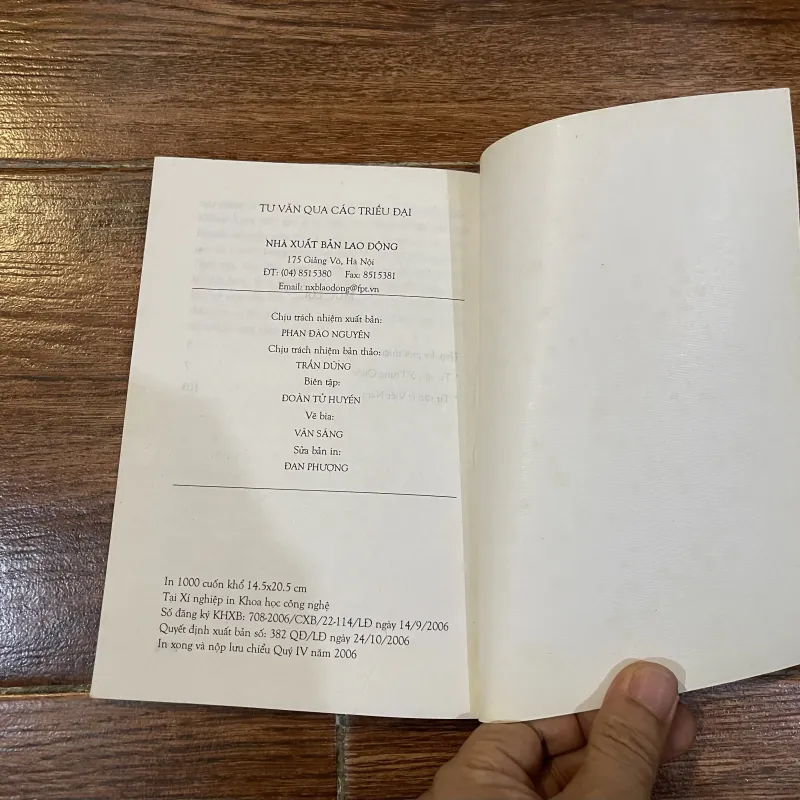 TƯ VĂN QUA CÁC TRIỀU ĐẠI
NHÀ XUẤT BẢN LAO ĐỘNG
175 Giảng Võ, Hà Nội
ĐT: (04) 8515380 Fax: 8515381
Email: nxblaodong@fpt.vn
Chịu trách nhiệm xuất bản:
PHAN ĐÀO NGUYÊN
Chịu trách nhiệm bản thảo:
TRẦN DŨNG
Biên tập:
ĐOÀN TỬ HUYẾN
Vẽ bìa:
VĂN SÁNG
Sửa bản in:
ĐAN PHƯỢNG
In 1000 cuốn khổ 14.5x20.5 cm
Tại Xí nghiệp in Khoa học công nghệ
Số đăng ký KHXB: 708-2006/CXB/22-114/LĐ ngày 14/9/2006
Quyết định xuất bản số: 382 QĐ/LĐ ngày 24/10/2006
In xong và nộp lưu chiểu Quý IV năm 2006